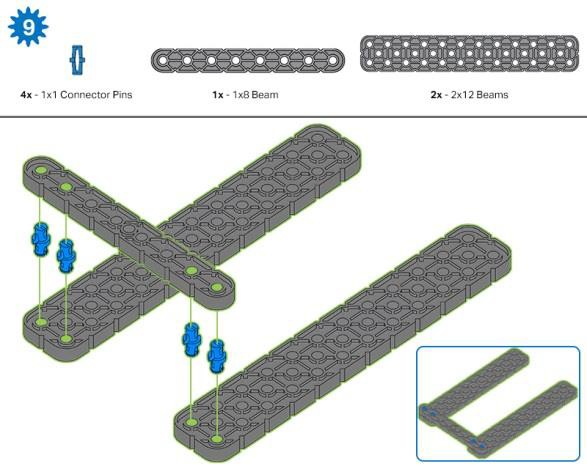 9
4x - 1x1 Connector Pins
1x - 1x8 Beam
2x - 2x12 Beams